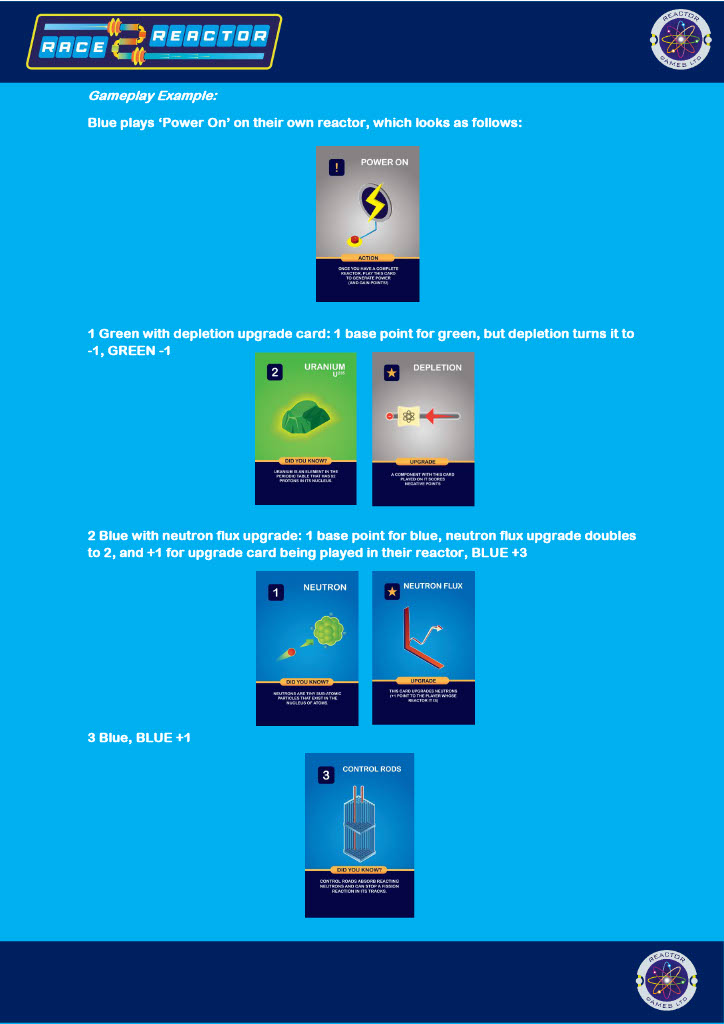 RACE 2 REACTOR
REACTOR
GAMES LTD
Gameplay Example:
Blue plays ‘Power On’ on their own reactor, which looks as follows:
!
POWER ON
ACTION
ONCE YOU HAVE A COMPLETE
REACTOR, PLAY THIS CARD
TO GENERATE POWER
(AND GAIN POINTS!)
1 Green with depletion upgrade card: 1 base point for green, but depletion turns it to
-1, GREEN -1
2
URANIUM
U²³⁵
DID YOU KNOW?
URANIUM IS AN ELEMENT IN THE
PERIODIC TABLE THAT HAS 92
PROTONS IN ITS NUCLEUS.
DEPLETION
UPGRADE
A COMPONENT WITH THIS CARD
PLAYED ON IT SCORES
NEGATIVE POINTS
2 Blue with neutron flux upgrade: 1 base point for blue, neutron flux upgrade doubles
to 2, and +1 for upgrade card being played in their reactor, BLUE +3
1
NEUTRON
DID YOU KNOW?
NEUTRONS ARE TINY SUB-ATOMIC
PARTICLES THAT EXIST IN THE
NUCLEUS OF ATOMS.
NEUTRON FLUX
UPGRADE
THIS CARD UPGRADES NEUTRONS
(+1 POINT TO THE PLAYER WHOSE
REACTOR IT IS)
3 Blue, BLUE +1
3
CONTROL RODS
DID YOU KNOW?
CONTROL ROADS ABSORB REACTING
NEUTRONS AND CAN STOP A FISSION
REACTION IN ITS TRACKS.
REACTOR
GAMES LTD